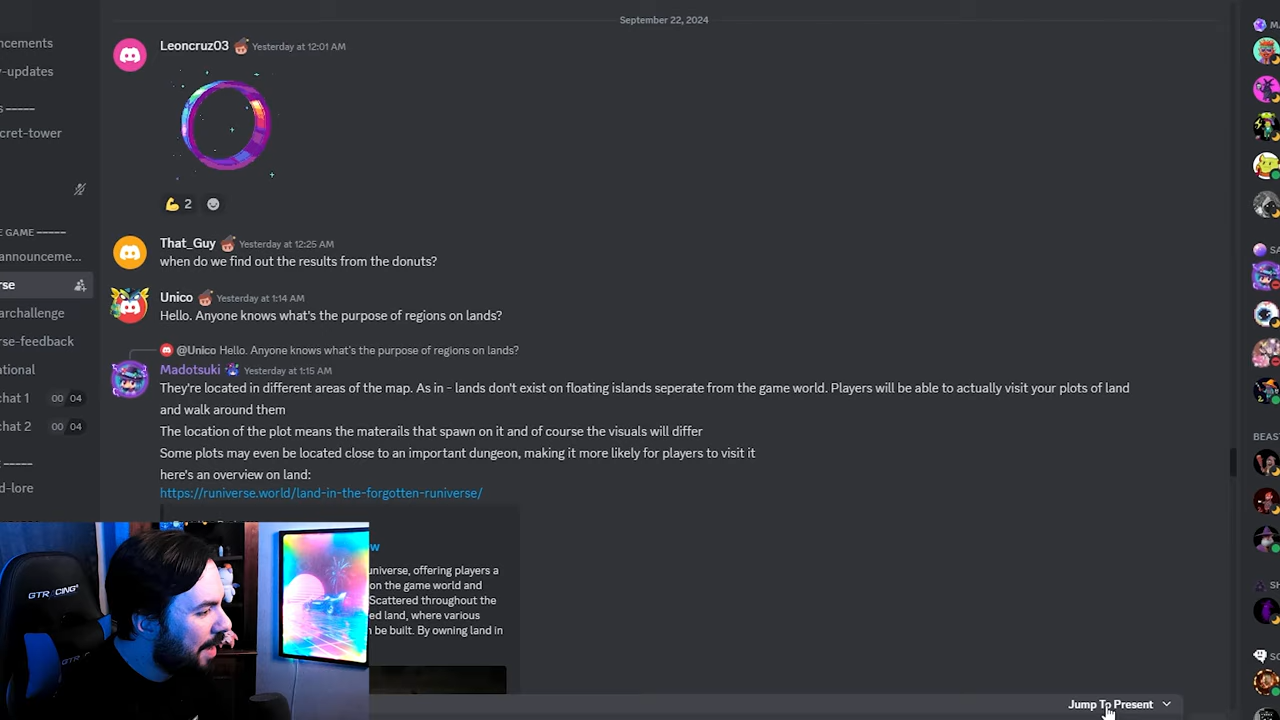 September 22, 2024
ncements
Leoncruz03 Yesterday at 12:01 AM
-updates
cret-tower
2
E GAME -----
That_Guy Yesterday at 12:25 AM
announceme...
when do we find out the results from the donuts?
rse
Unico Yesterday at 1:14 AM
archallenge
Hello. Anyone knows what's the purpose of regions on lands?
rse-feedback
@Unico Hello. Anyone knows what's the purpose of regions on lands?
ational
Madotsuki Yesterday at 1:15 AM
They're located in different areas of the map. As in - lands don't exist on floating islands seperate from the game world. Players will be able to actually visit your plots of land
and walk around them
chat 1 00 04
chat 2 00 04
The location of the plot means the materails that spawn on it and of course the visuals will differ
Some plots may even be located close to an important dungeon, making it more likely for players to visit it
BEAST
here's an overview on land:
d-lore
https://runiverse.world/land-in-the-forgotten-runiverse/
w
universe, offering players a
on the game world and
Scattered throughout the
ed land, where various
n be built. By owning land in
GTRACING
Jump To Present